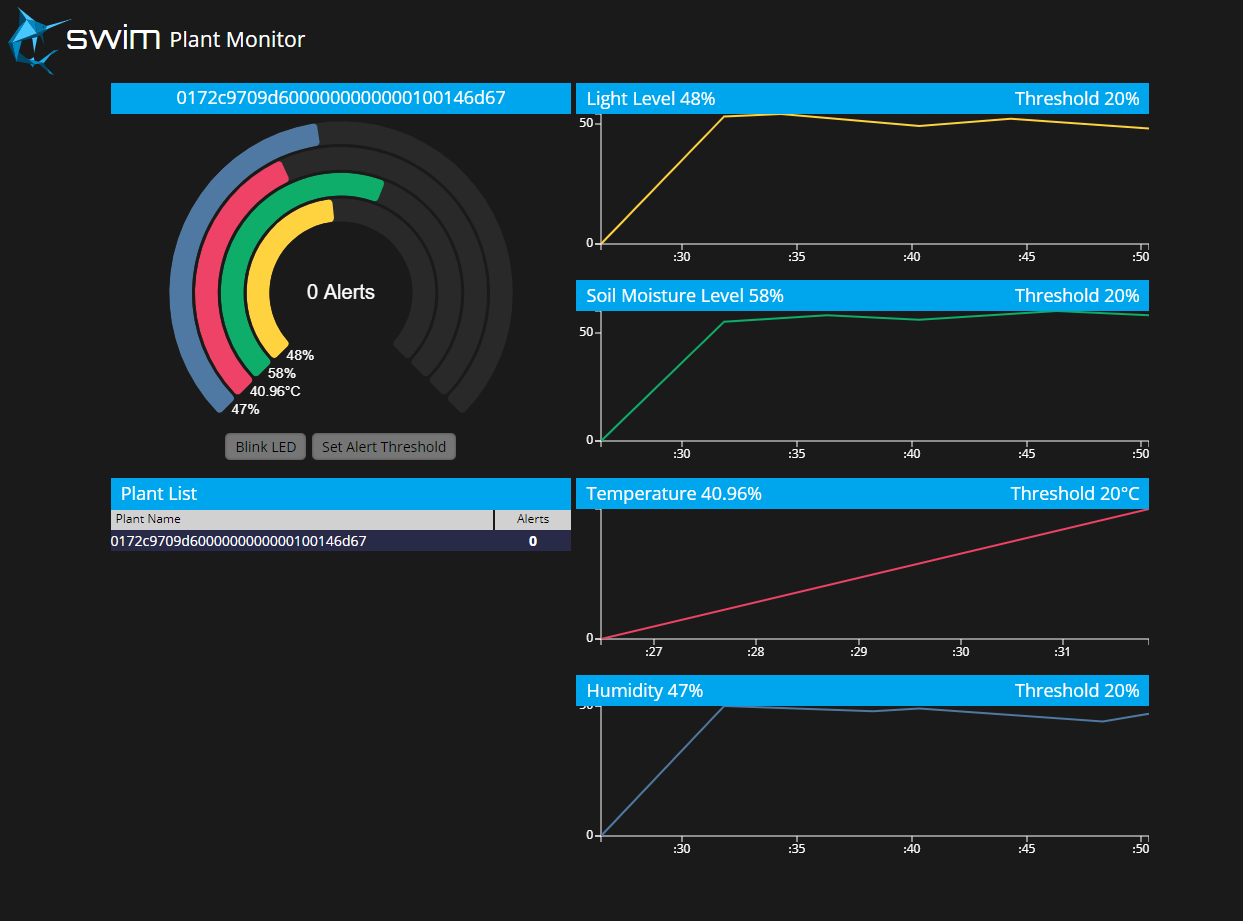 swim Plant Monitor
0172c9709d6000000000000100146d67
0 Alerts
48%
58%
40.96°C
47%
Blink LED
Set Alert Threshold
Plant List
Plant Name Alerts
0172c9709d6000000000000100146d67 0
Light Level 48% Threshold 20%
50
0
:30 :35 :40 :45 :50
Soil Moisture Level 58% Threshold 20%
50
0
:30 :35 :40 :45 :50
Temperature 40.96% Threshold 20°C
0
:27 :28 :29 :30 :31
Humidity 47% Threshold 20%
50
0
:30 :35 :40 :45 :50